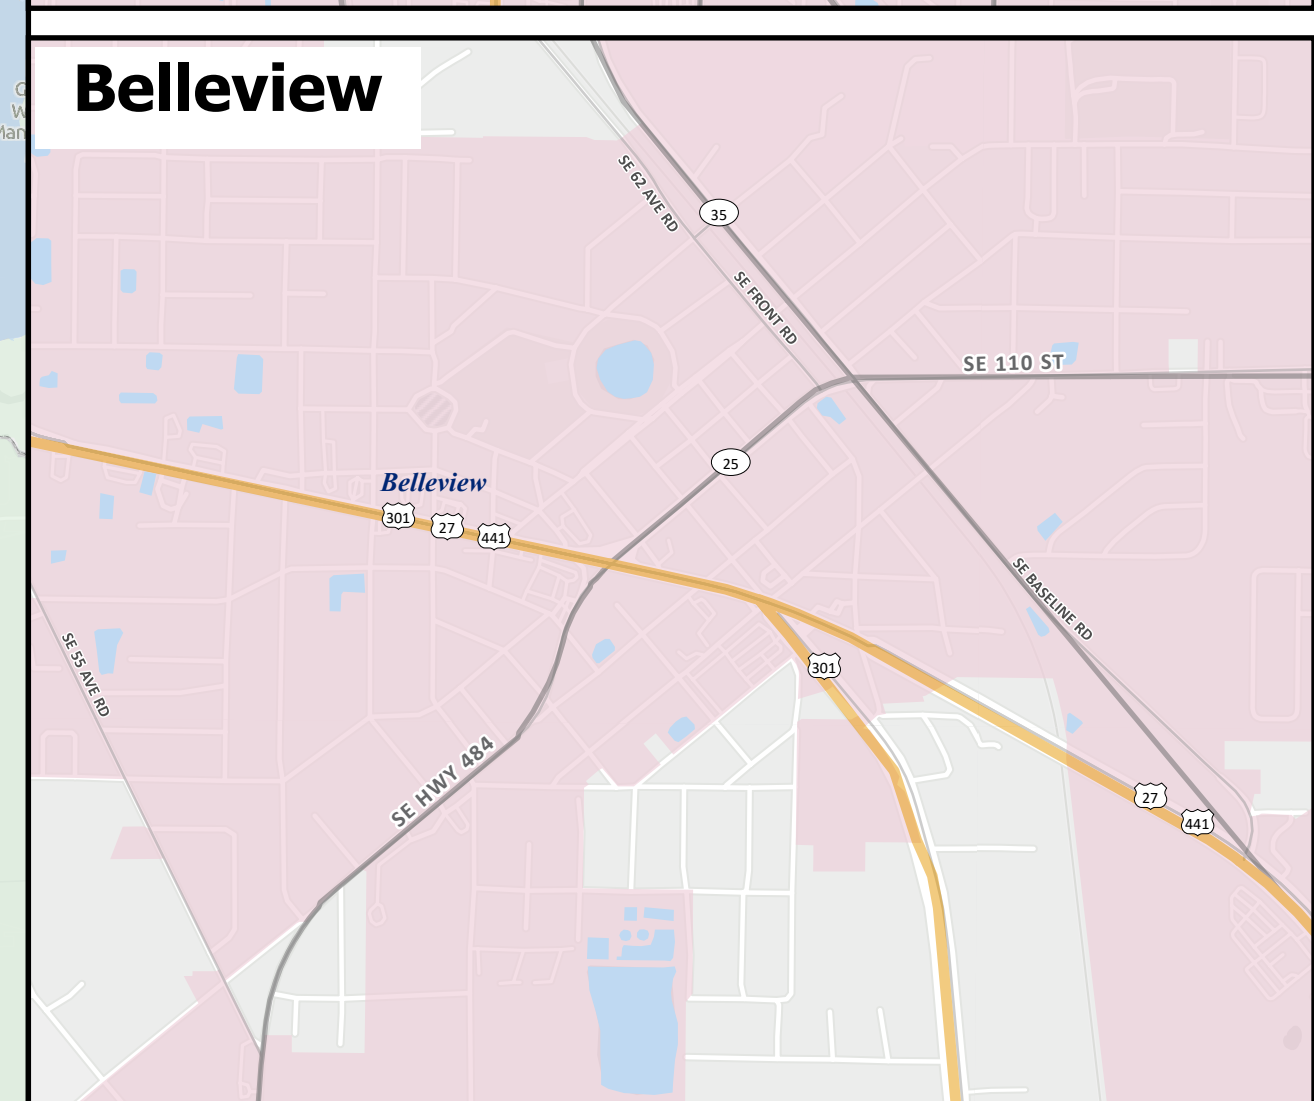 Belleview
SE 62 AVE RD
35
SE FRONT RD
SE 110 ST
25
Belleview
301
27
441
SE BASELINE RD
SE 55 AVE RD
301
SE HWY 484
27
441